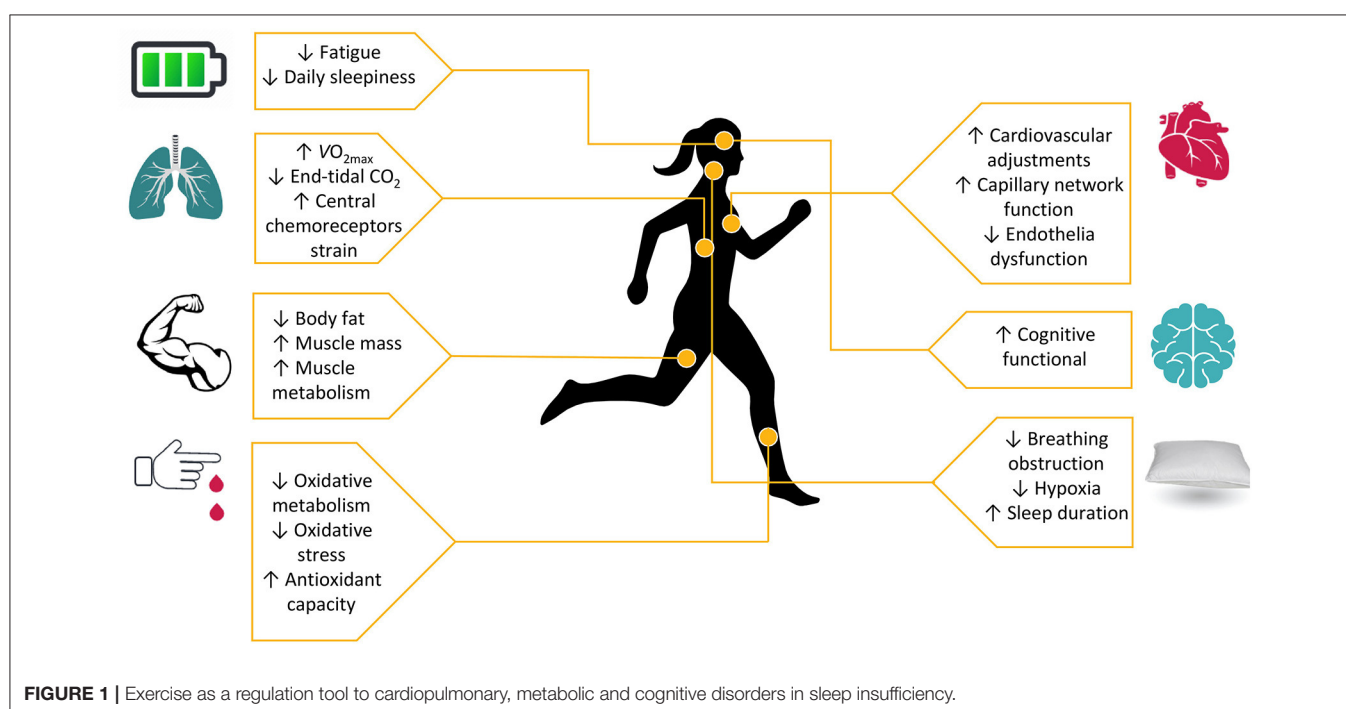 ↓ Fatigue
↓ Daily sleepiness
↑ VO2max
↓ End-tidal CO2
↑ Central
chemoreceptors
strain
↓ Body fat
↑ Muscle mass
↑ Muscle
metabolism
↓ Oxidative
metabolism
↓ Oxidative
stress
↑ Antioxidant
capacity
↑ Cardiovascular
adjustments
↑ Capillary network
function
↓ Endothelia
dysfunction
↑ Cognitive
functional
↓ Breathing
obstruction
↓ Hypoxia
↑ Sleep duration
FIGURE 1 | Exercise as a regulation tool to cardiopulmonary, metabolic and cognitive disorders in sleep insufficiency.